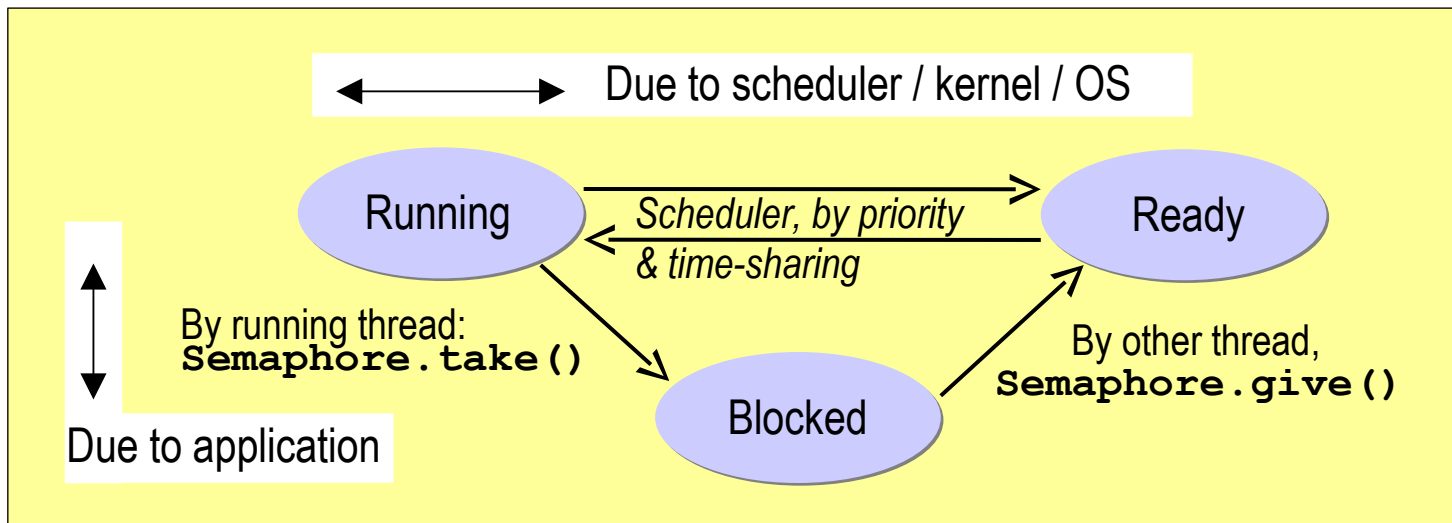 Due to scheduler / kernel / OS
Running
Scheduler, by priority
& time-sharing
Ready
By running thread:
Semaphore.take()
By other thread,
Semaphore.give()
Blocked
Due to application